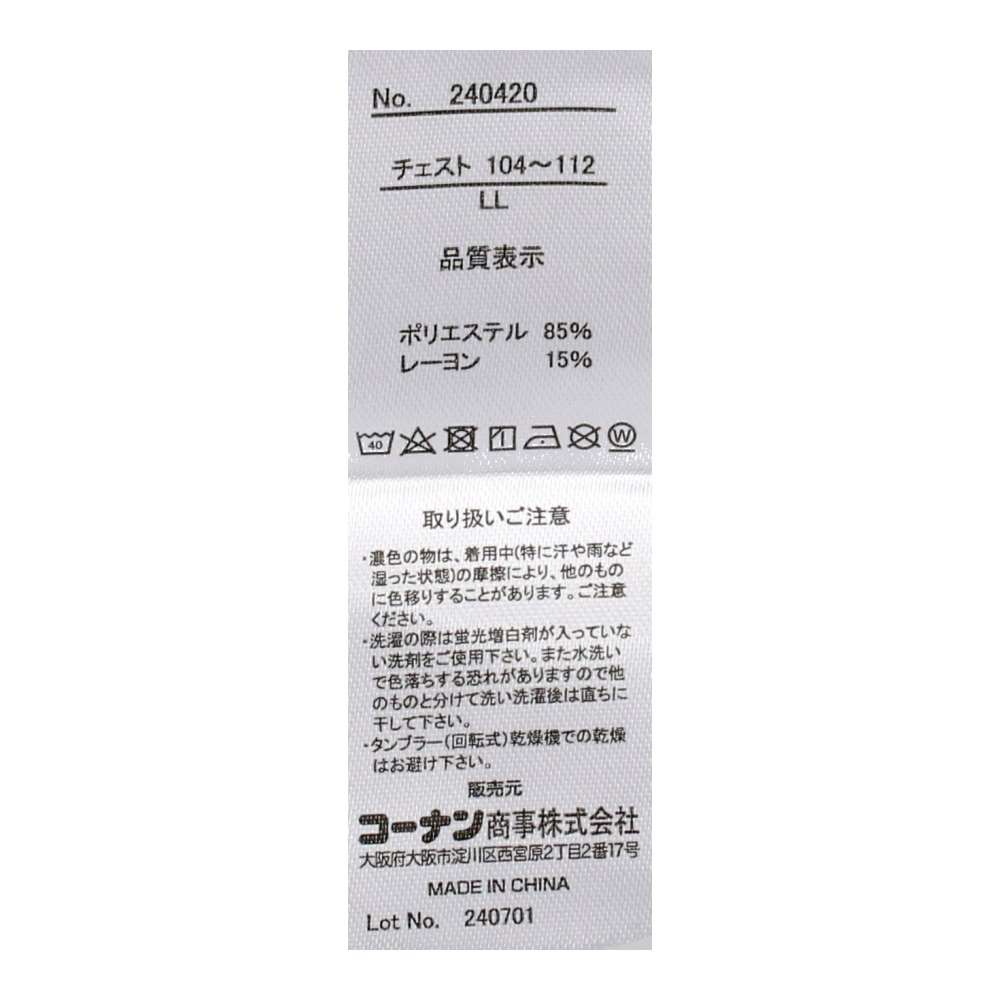 No. 240420
チェスト 104～112
LL
品質表示
ポリエステル 85%
レーヨン 15%
40
W
取り扱いご注意
・濃色の物は、着用中(特に汗や雨など
湿った状態)の摩擦により、他のもの
に色移りすることがあります。ご注意
ください。
・洗濯の際は蛍光増白剤が入っていな
い洗剤をご使用下さい。また水洗い
で色落ちする恐れがありますので他
のものと分けて洗い洗濯後は直ちに
干して下さい。
・タンブラー(回転式)乾燥機での乾燥
はお避け下さい。
販売元
コーナン商事株式会社
大阪府大阪市淀川区西宮原2丁目2番17号
MADE IN CHINA
Lot No. 240701